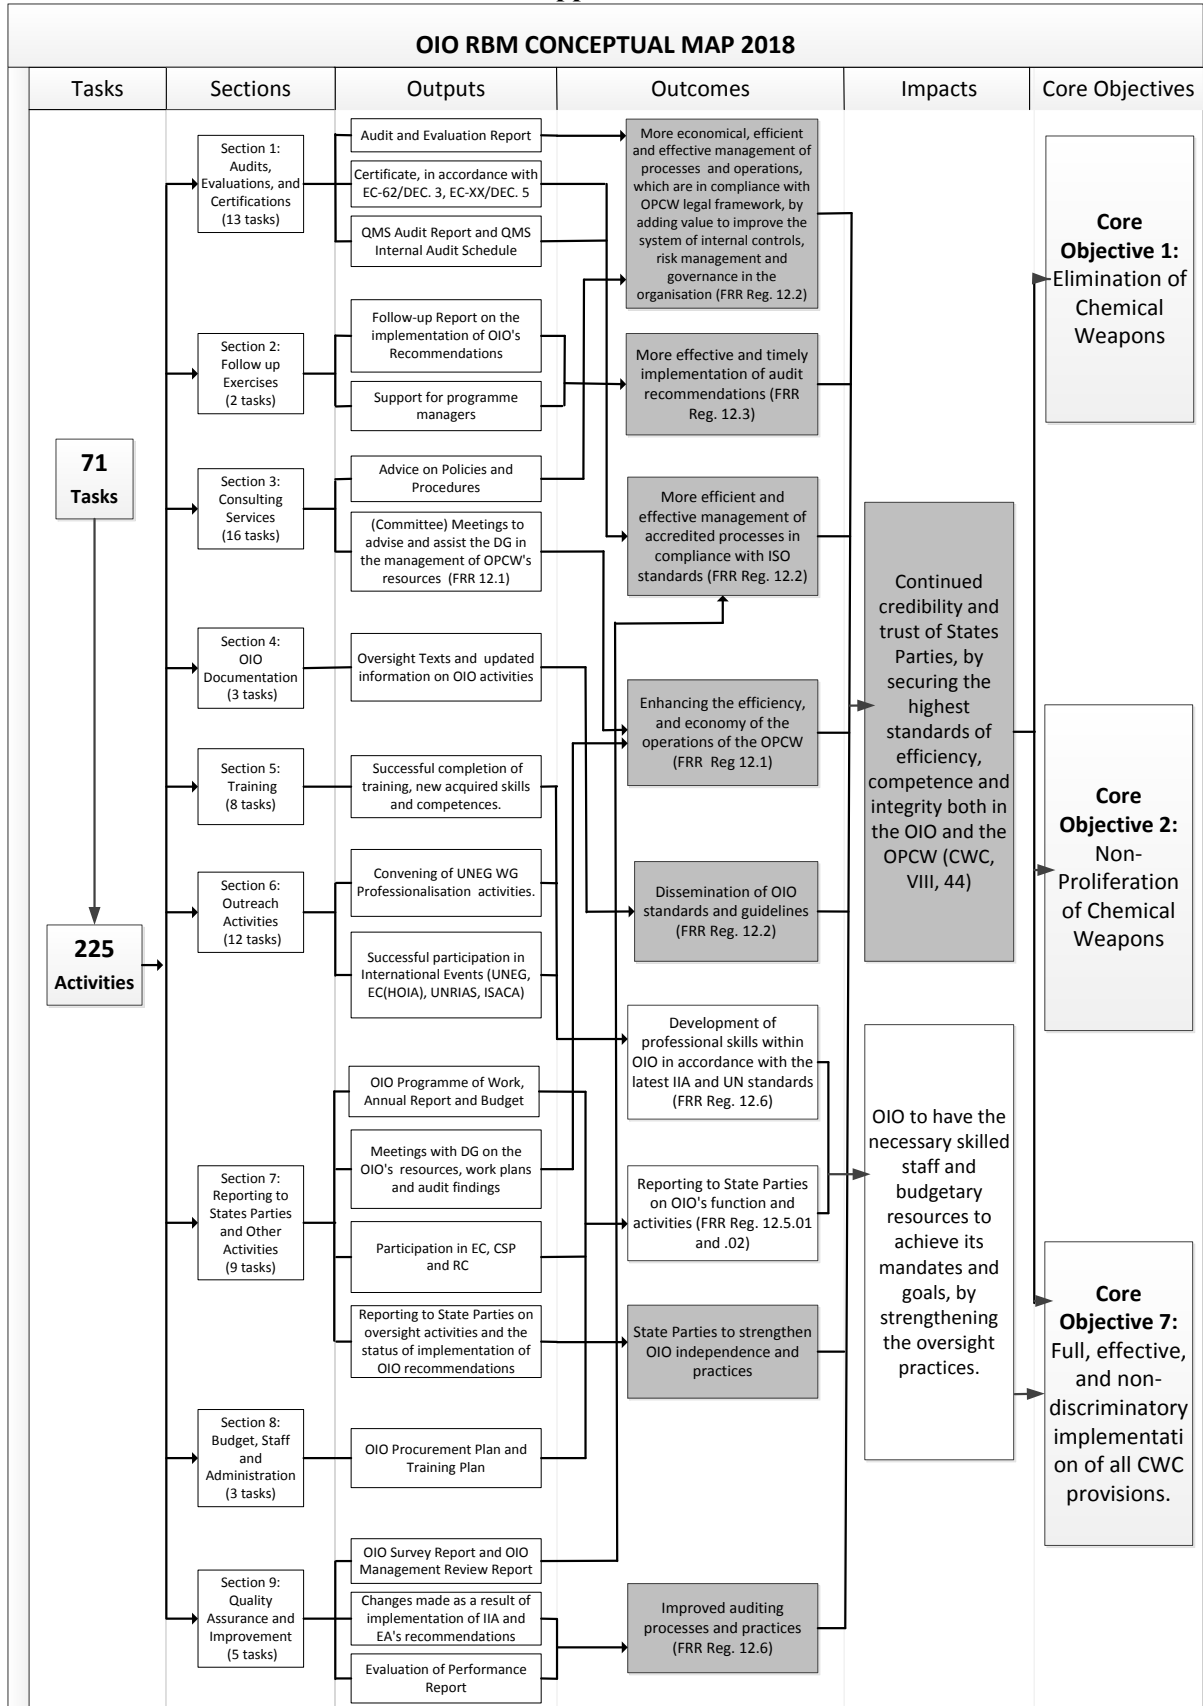 OIO RBM CONCEPTUAL MAP 2018
Tasks
Sections
Outputs
Outcomes
Impacts
Core Objectives
71
Tasks
225
Activities
Section 1:
Audits,
Evaluations, and
Certifications
(13 tasks)
Section 2:
Follow up
Exercises
(2 tasks)
Section 3:
Consulting
Services
(16 tasks)
Section 4:
OIO
Documentation
(3 tasks)
Section 5:
Training
(8 tasks)
Section 6:
Outreach
Activities
(12 tasks)
Section 7:
Reporting to
States Parties
and Other
Activities
(9 tasks)
Section 8:
Budget, Staff
and
Administration
(3 tasks)
Section 9:
Quality
Assurance and
Improvement
(5 tasks)
Audit and Evaluation Report
Certificate, in accordance with
EC-62/DEC. 3, EC-XX/DEC. 5
QMS Audit Report and QMS
Internal Audit Schedule
Follow-up Report on the
implementation of OIO's
Recommendations
Support for programme
managers
Advice on Policies and
Procedures
(Committee) Meetings to
advise and assist the DG in
the management of OPCW's
resources (FRR 12.1)
Oversight Texts and updated
information on OIO activities
Successful completion of
training, new acquired skills
and competences.
Convening of UNEG WG
Professionalisation activities.
Successful participation in
International Events (UNEG,
EC(HOIA), UNRIAS, ISACA)
OIO Programme of Work,
Annual Report and Budget
Meetings with DG on the
OIO's resources, work plans
and audit findings
Participation in EC, CSP
and RC
Reporting to State Parties on
oversight activities and the
status of implementation of
OIO recommendations
OIO Procurement Plan and
Training Plan
OIO Survey Report and OIO
Management Review Report
Changes made as a result of
implementation of IIA and
EA's recommendations
Evaluation of Performance
Report
More economical, efficient
and effective management of
processes and operations,
which are in compliance with
OPCW legal framework, by
adding value to improve the
system of internal controls,
risk management and
governance in the
organisation (FRR Reg. 12.2)
More effective and timely
implementation of audit
recommendations (FRR
Reg. 12.3)
More efficient and
effective management of
accredited processes in
compliance with ISO
standards (FRR Reg. 12.2)
Enhancing the efficiency,
and economy of the
operations of the OPCW
(FRR Reg 12.1)
Dissemination of OIO
standards and guidelines
(FRR Reg. 12.2)
Development of
professional skills within
OIO in accordance with the
latest IIA and UN standards
(FRR Reg. 12.6)
Reporting to State Parties
on OIO's function and
activities (FRR Reg. 12.5.01
and .02)
State Parties to strengthen
OIO independence and
practices
Improved auditing
processes and practices
(FRR Reg. 12.6)
Continued
credibility and
trust of States
Parties, by
securing the
highest
standards of
efficiency,
competence and
integrity both in
the OIO and the
OPCW (CWC,
VIII, 44)
OIO to have the
necessary skilled
staff and
budgetary
resources to
achieve its
mandates and
goals, by
strengthening
the oversight
practices.
Core
Objective 1:
Elimination of
Chemical
Weapons
Core
Objective 2:
Non-
Proliferation
of Chemical
Weapons
Core
Objective 7:
Full, effective,
and non-
discriminatory
implementati
on of all CWC
provisions.